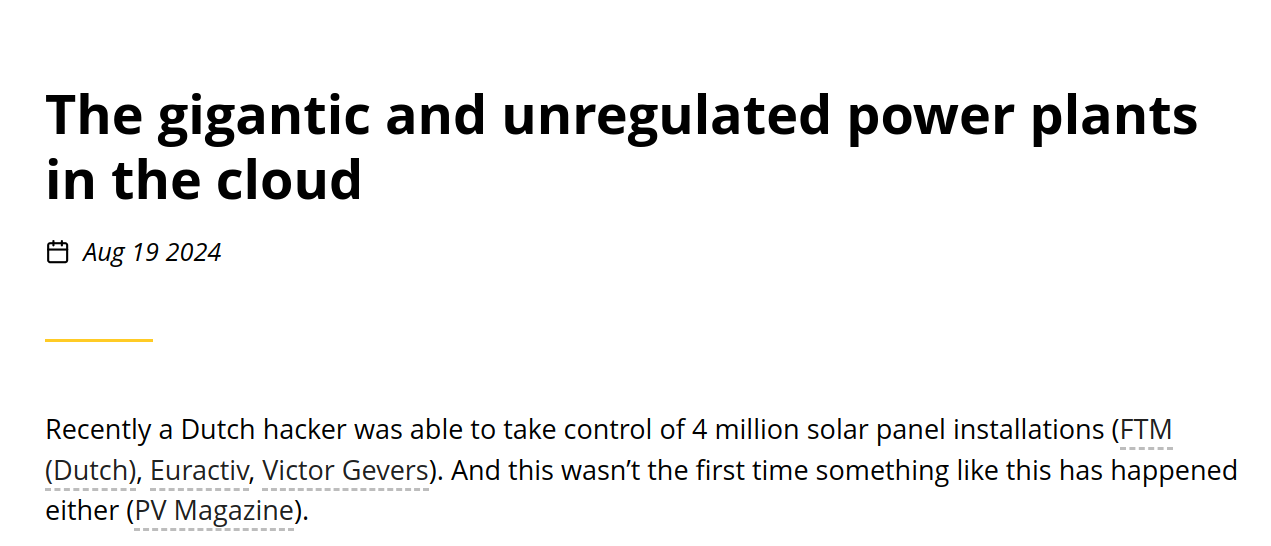 The gigantic and unregulated power plants
in the cloud
Aug 19 2024
Recently a Dutch hacker was able to take control of 4 million solar panel installations (FTM
(Dutch), Euractiv, Victor Gevers). And this wasn’t the first time something like this has happened
either (PV Magazine).